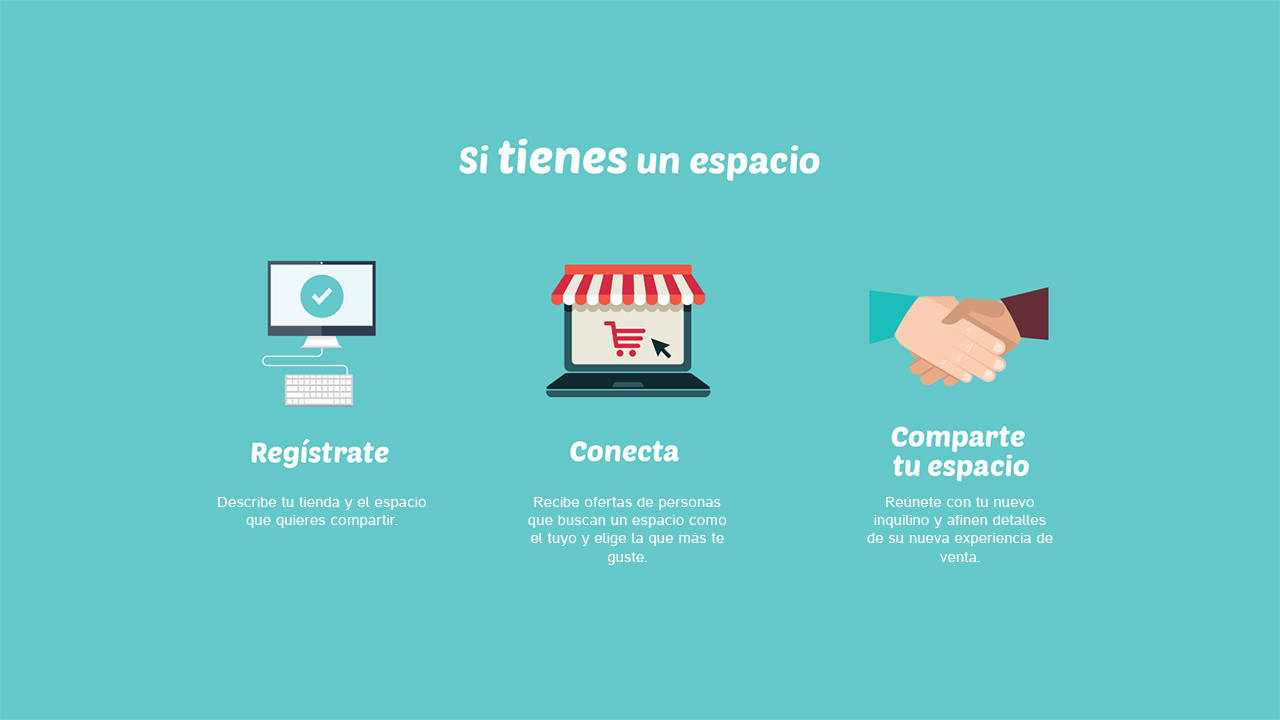 Si tienes un espacio
Regístrate
Describe tu tienda y el espacio
que quieres compartir.
Conecta
Recibe ofertas de personas
que buscan un espacio como
el tuyo y elige la que más te
guste.
Comparte
tu espacio
Reúnete con tu nuevo
inquilino y afinen detalles
de su nueva experiencia de
venta.